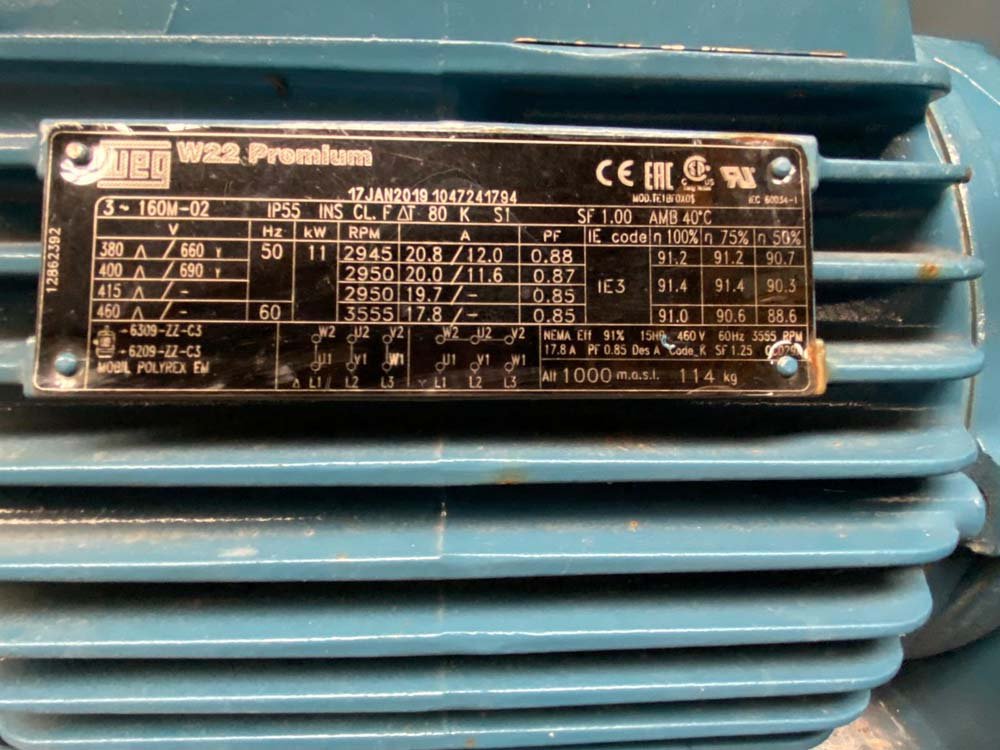 WEG W22 Premium
CE EAC CSA C US RU
17JAN2019 1047241794
MOD.TE1BF0X0$
IEC 60034-1
3~ 160M-02 IP55 INS CL. F ΔT 80 K S1 SF 1.00 AMB 40°C
V Hz kW RPM A PF IE code η 100% η 75% η 50%
380 Δ / 660 Y 50 11 2945 20.8 / 12.0 0.88 91.2 91.2 90.7
400 Δ / 690 Y 2950 20.0 / 11.6 0.87 IE3 91.4 91.4 90.3
415 Δ / - 2950 19.7 / - 0.85
460 Δ / - 60 3555 17.8 / - 0.85 91.0 90.6 88.6
12862392
6309-ZZ-C3
6209-ZZ-C3
MOBIL POLYREX EM
W2 U2 V2 W2 U2 V2
U1 V1 W1 U1 V1 W1
Δ L1 L2 L3 Y L1 L2 L3
NEMA Eff 91% 15HP 460V 60Hz 3555 RPM
17.8A PF 0.85 Des A Code K SF 1.25
Alt 1000 m.a.s.l. 114 kg